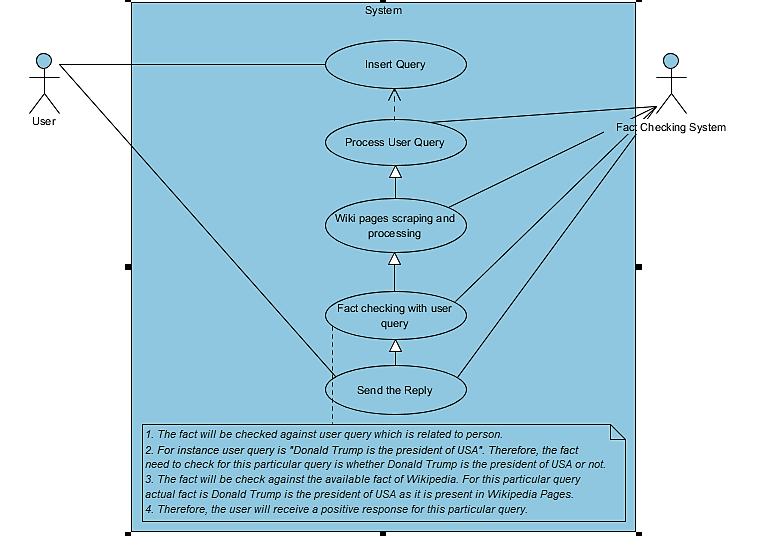 System
Insert Query
User
Fact Checking System
Process User Query
Wiki pages scraping and
processing
Fact checking with user
query
Send the Reply
1. The fact will be checked against user query which is related to person.
2. For instance user query is "Donald Trump is the president of USA". Therefore, the fact
need to check for this particular query is whether Donald Trump is the president of USA or not.
3. The fact will be check against the available fact of Wikipedia. For this particular query
actual fact is Donald Trump is the president of USA as it is present in Wikipedia Pages.
4. Therefore, the user will receive a positive response for this particular query.